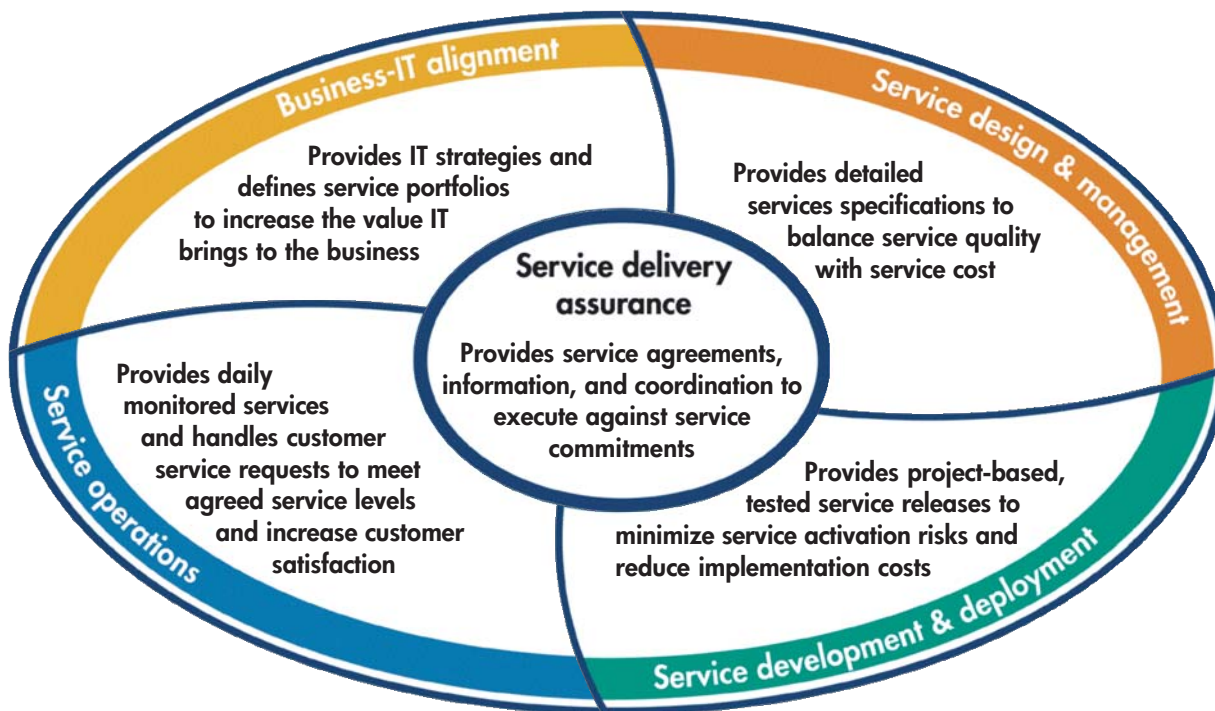 Business-IT alignment
Provides IT strategies and
defines service portfolios
to increase the value IT
brings to the business
Service design & management
Provides detailed
services specifications to
balance service quality
with service cost
Service delivery
assurance
Provides service agreements,
information, and coordination to
execute against service
commitments
Service operations
Provides daily
monitored services
and handles customer
service requests to meet
agreed service levels
and increase customer
satisfaction
Provides project-based,
tested service releases to
minimize service activation risks and
reduce implementation costs
Service development & deployment